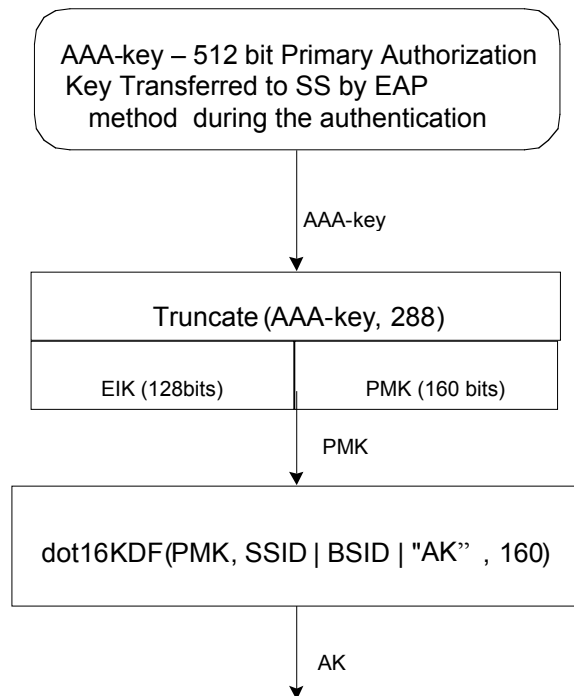 AAA-key – 512 bit Primary Authorization
Key Transferred to SS by EAP
method during the authentication
AAA-key
Truncate (AAA-key, 288)
EIK (128bits) PMK (160 bits)
PMK
dot16KDF(PMK, SSID | BSID | "AK” , 160)
AK